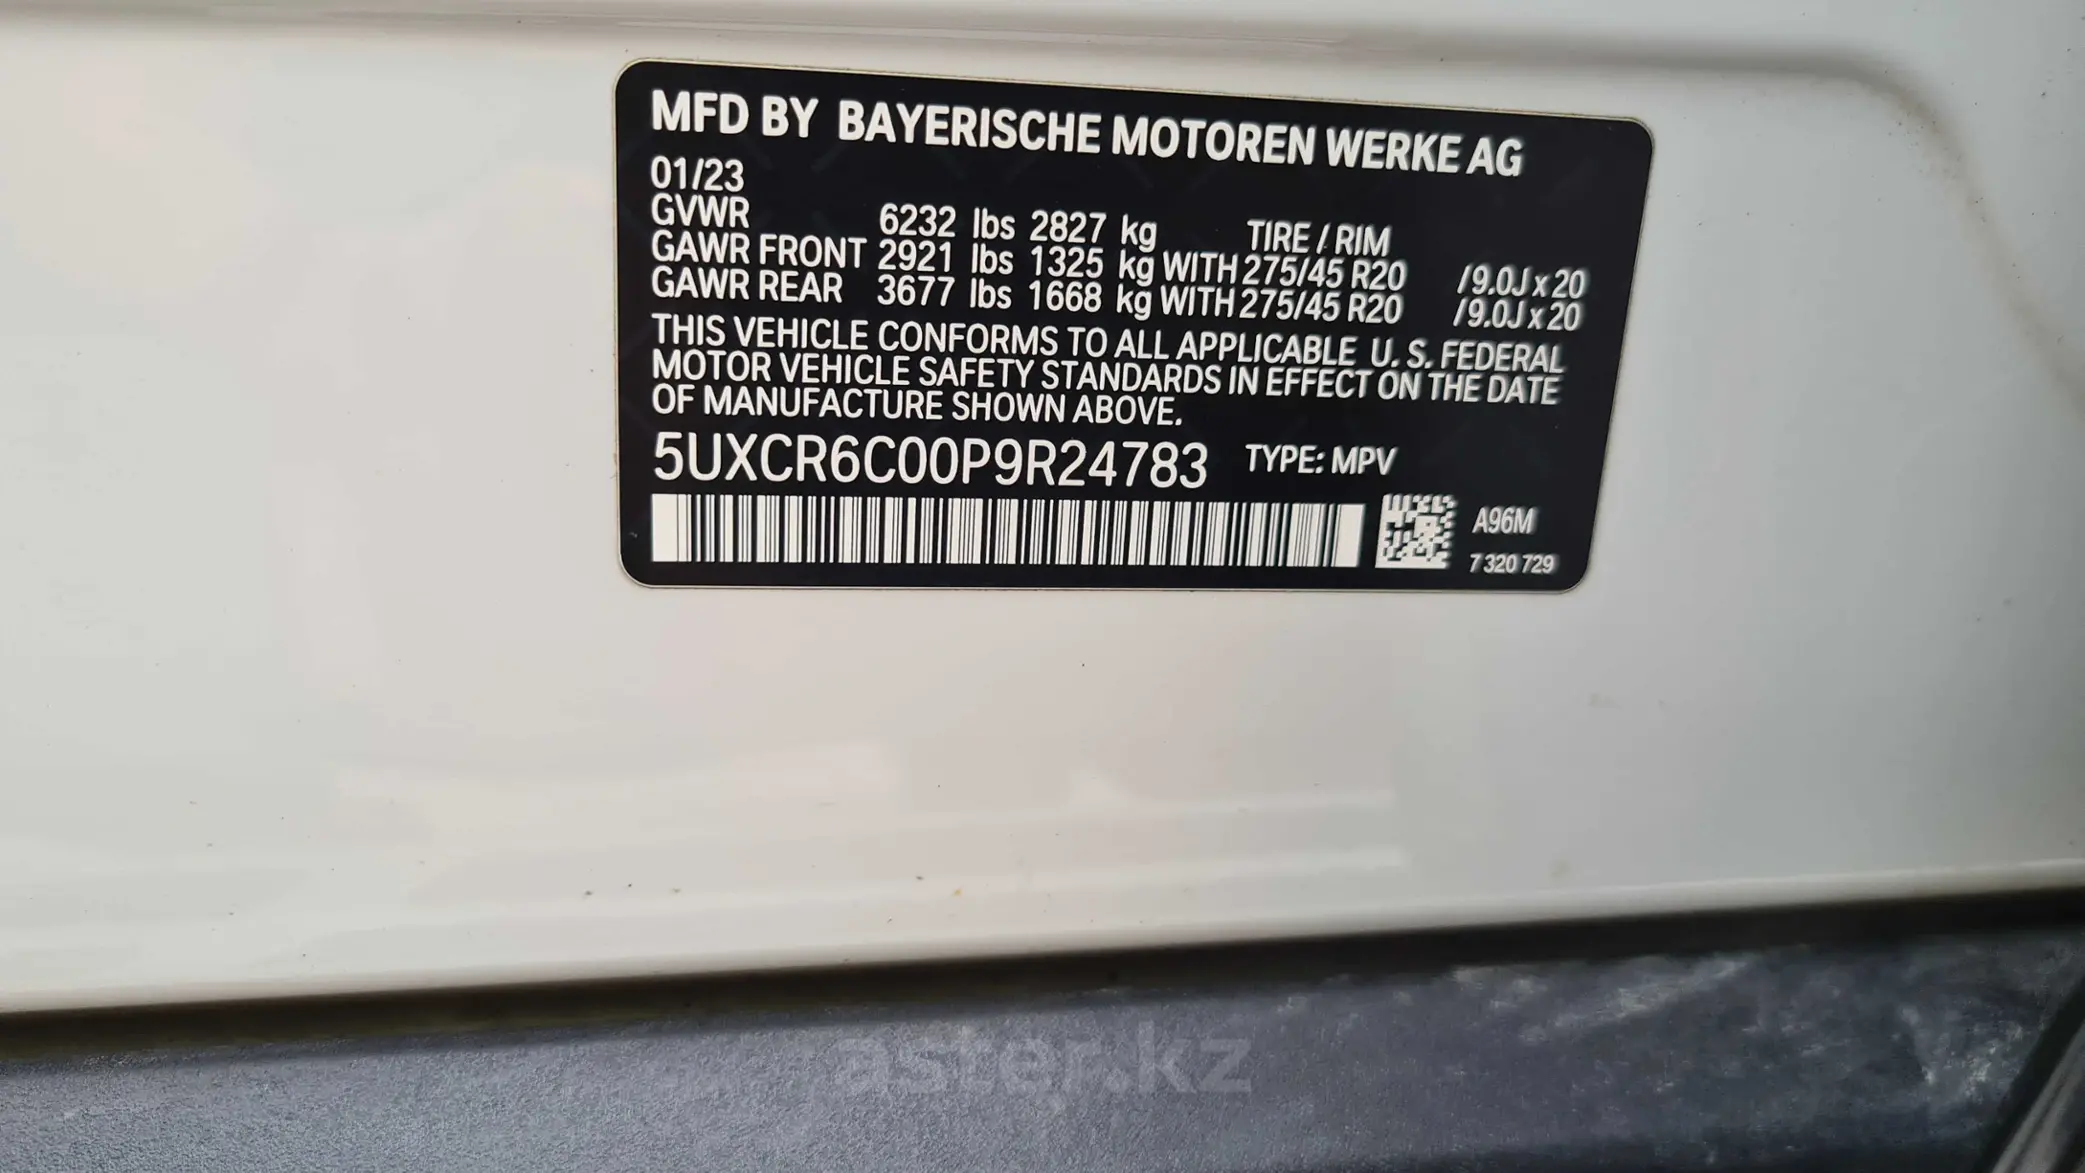 MFD BY BAYERISCHE MOTOREN WERKE AG
01/23
GVWR 6232 lbs 2827 kg TIRE / RIM
GAWR FRONT 2921 lbs 1325 kg WITH 275/45 R20 /9.0J x 20
GAWR REAR 3677 lbs 1668 kg WITH 275/45 R20 /9.0J x 20
THIS VEHICLE CONFORMS TO ALL APPLICABLE U. S. FEDERAL
MOTOR VEHICLE SAFETY STANDARDS IN EFFECT ON THE DATE
OF MANUFACTURE SHOWN ABOVE.
5UXCR6C00P9R24783 TYPE: MPV
A96M
7 320 729
aster.kz